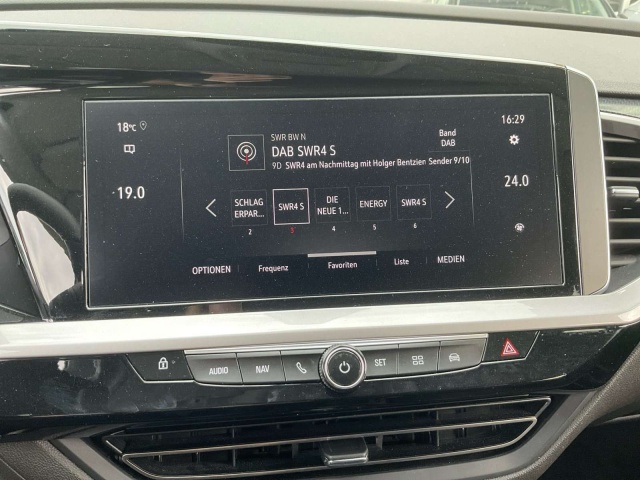 18°C
16:29
SWR BW N
DAB SWR4 S
9D SWR4 am Nachmittag mit Holger Bentzien Sender 9/10
Band
DAB
19.0
24.0
SCHLAG
ERPAR...
SWR4 S
DIE
NEUE 1...
ENERGY
SWR4 S
2
3
4
5
6
OPTIONEN
Frequenz
Favoriten
Liste
MEDIEN
AUDIO
NAV
SET